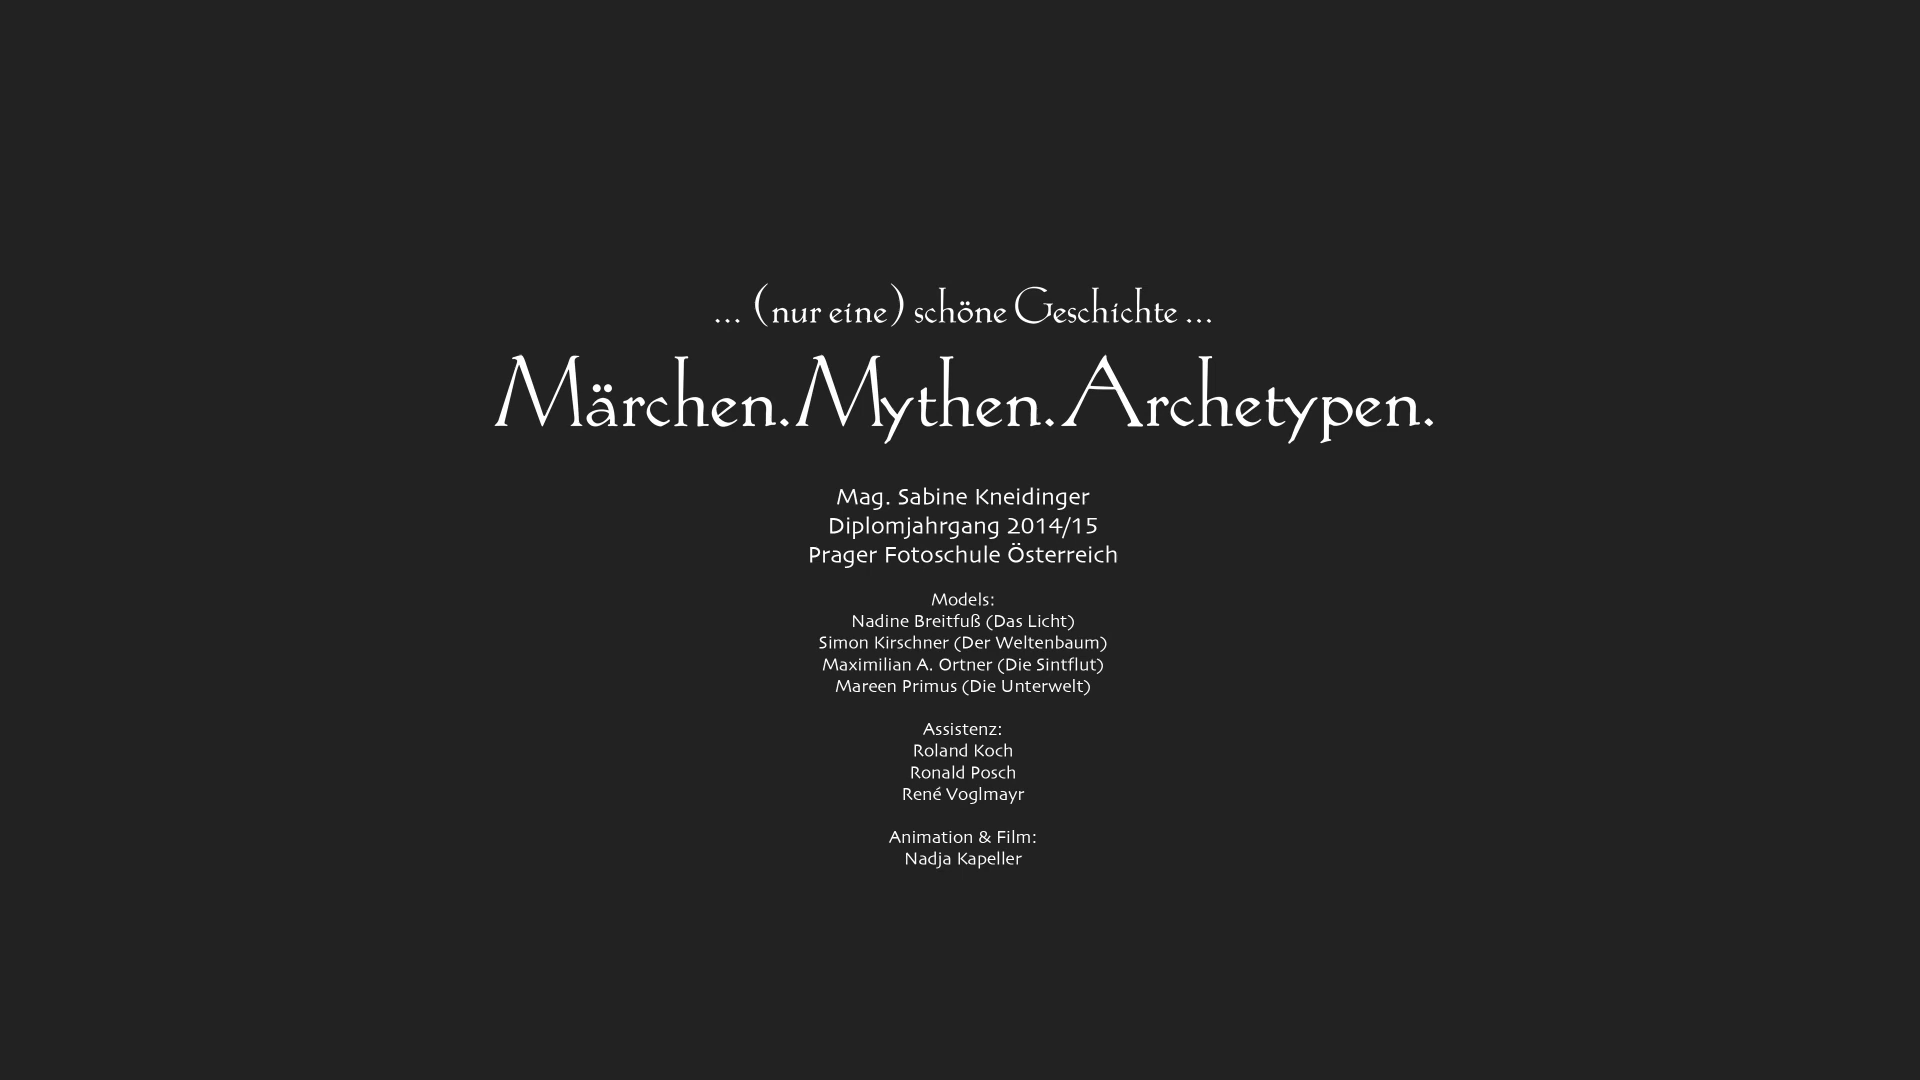 ... (nur eine) schöne Geschichte ...
Märchen.Mythen.Archetypen.
Mag. Sabine Kneidinger
Diplomjahrgang 2014/15
Prager Fotoschule Österreich
Models:
Nadine Breitfuß (Das Licht)
Simon Kirschner (Der Weltenbaum)
Maximilian A. Ortner (Die Sintflut)
Mareen Primus (Die Unterwelt)
Assistenz:
Roland Koch
Ronald Posch
René Voglmayr
Animation & Film:
Nadja Kapeller